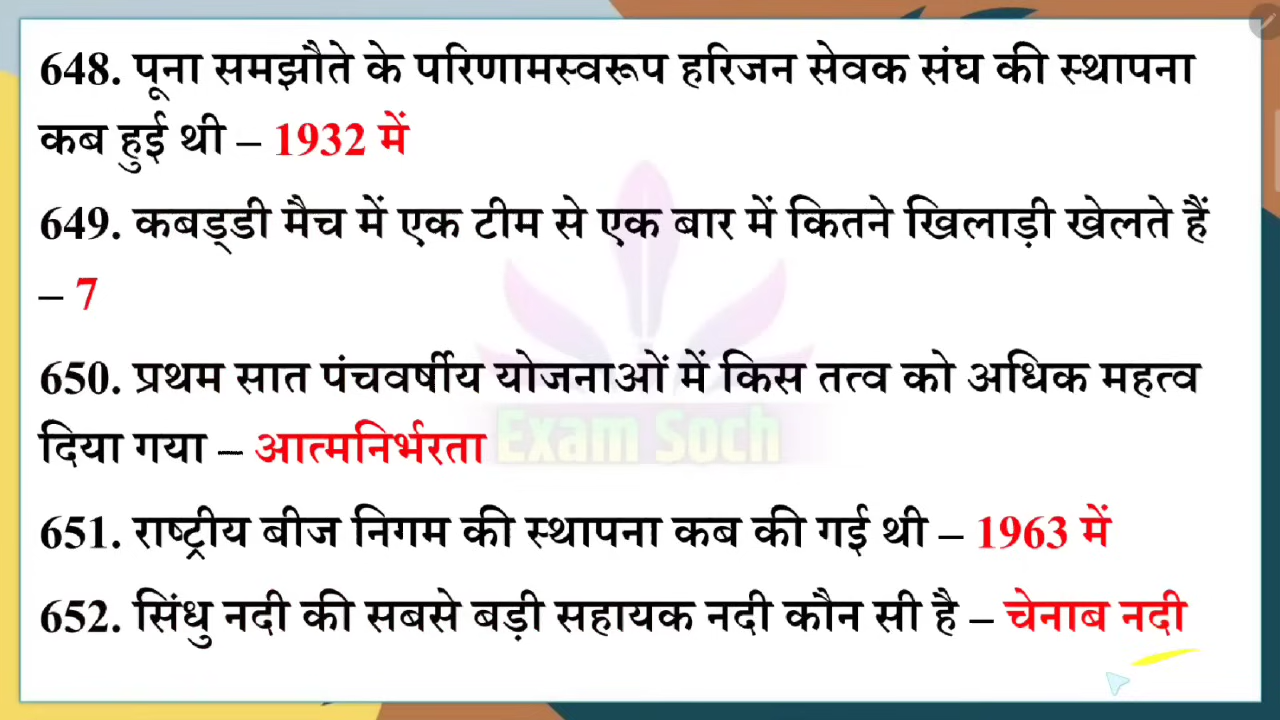 648. पूना समझौते के परिणामस्वरूप हरिजन सेवक संघ की स्थापना
कब हुई थी – 1932 में
649. कबड्डी मैच में एक टीम से एक बार में कितने खिलाड़ी खेलते हैं
– 7
650. प्रथम सात पंचवर्षीय योजनाओं में किस तत्व को अधिक महत्व
दिया गया – आत्मनिर्भरता
Exam Soch
651. राष्ट्रीय बीज निगम की स्थापना कब की गई थी – 1963 में
652. सिंधु नदी की सबसे बड़ी सहायक नदी कौन सी है – चेनाब नदी